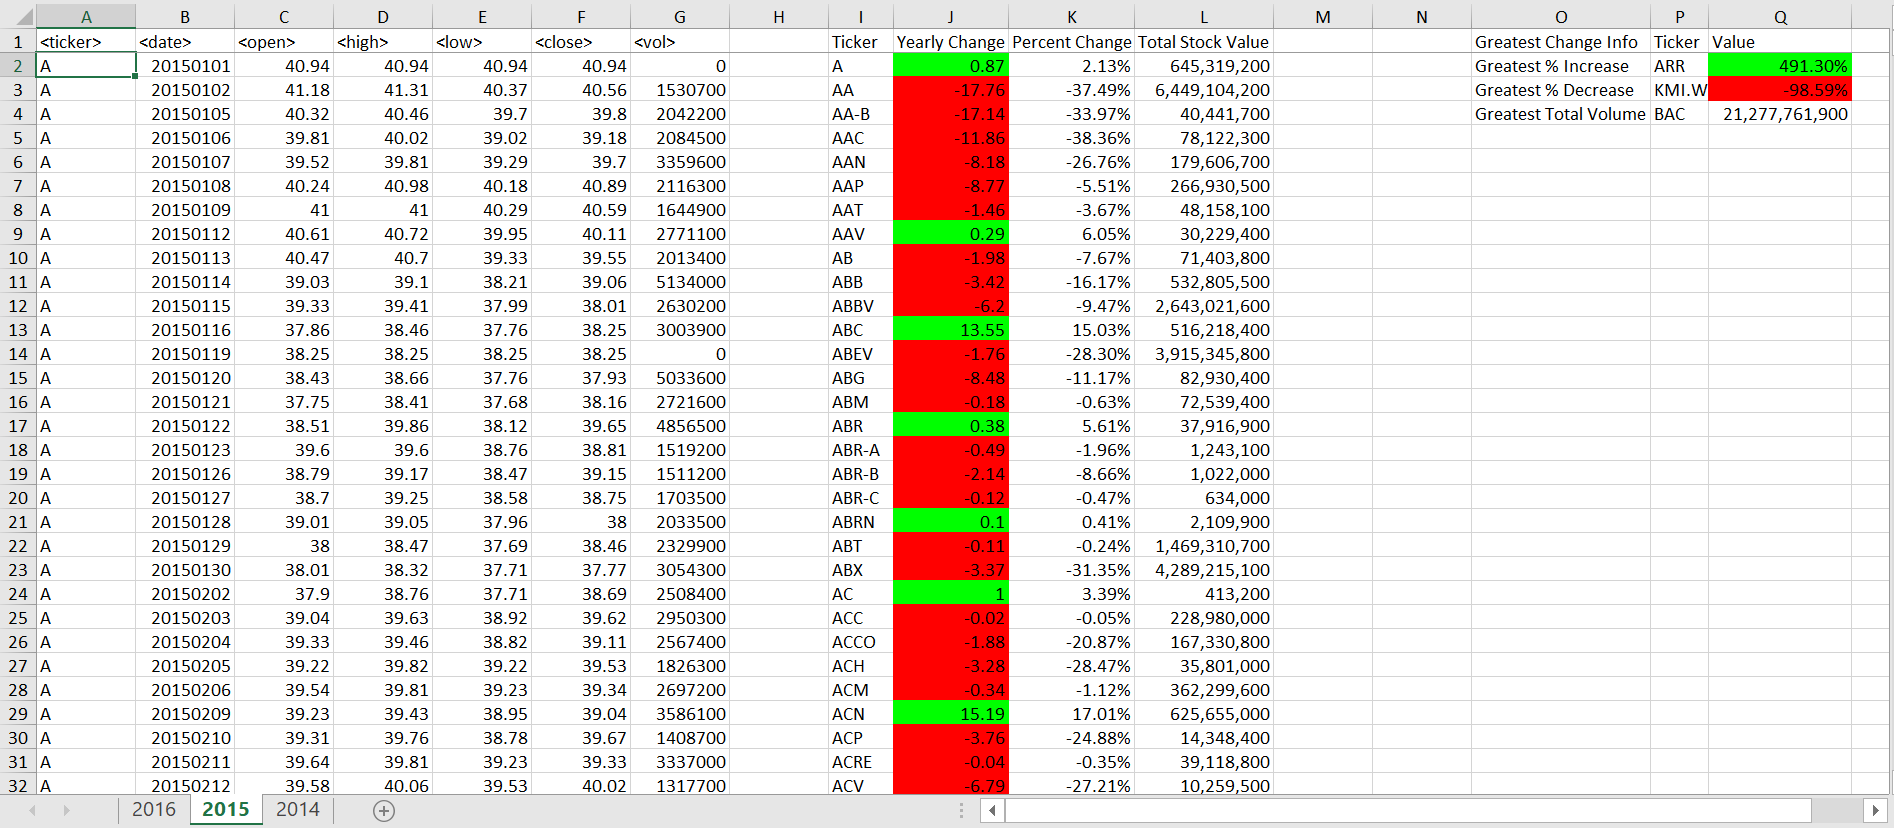 A B C D E F G H I J K L M N O P Q
1 <ticker> <date> <open> <high> <low> <close> <vol> Ticker Yearly Change Percent Change Total Stock Value Greatest Change Info Ticker Value
2 A 20150101 40.94 40.94 40.94 40.94 0 A 0.87 2.13% 645,319,200 Greatest % Increase ARR 491.30%
3 A 20150102 41.18 41.31 40.37 40.56 1530700 AA -17.76 -37.49% 6,449,104,200 Greatest % Decrease KMI.W -98.59%
4 A 20150105 40.32 40.46 39.7 39.8 2042200 AA-B -17.14 -33.97% 40,441,700 Greatest Total Volume BAC 21,277,761,900
5 A 20150106 39.81 40.02 39.02 39.18 2084500 AAC -11.86 -38.36% 78,122,300
6 A 20150107 39.52 39.81 39.29 39.7 3359600 AAN -8.18 -26.76% 179,606,700
7 A 20150108 40.24 40.98 40.18 40.89 2116300 AAP -8.77 -5.51% 266,930,500
8 A 20150109 41 41 40.29 40.59 1644900 AAT -1.46 -3.67% 48,158,100
9 A 20150112 40.61 40.72 39.95 40.11 2771100 AAV 0.29 6.05% 30,229,400
10 A 20150113 40.47 40.7 39.33 39.55 2013400 AB -1.98 -7.67% 71,403,800
11 A 20150114 39.03 39.1 38.21 39.06 5134000 ABB -3.42 -16.17% 532,805,500
12 A 20150115 39.33 39.41 37.99 38.01 2630200 ABBV -6.2 -9.47% 2,643,021,600
13 A 20150116 37.86 38.46 37.76 38.25 3003900 ABC 13.55 15.03% 516,218,400
14 A 20150119 38.25 38.25 38.25 38.25 0 ABEV -1.76 -28.30% 3,915,345,800
15 A 20150120 38.43 38.66 37.76 37.93 5033600 ABG -8.48 -11.17% 82,930,400
16 A 20150121 37.75 38.41 37.68 38.16 2721600 ABM -0.18 -0.63% 72,539,400
17 A 20150122 38.51 39.86 38.12 39.65 4856500 ABR 0.38 5.61% 37,916,900
18 A 20150123 39.6 39.6 38.76 38.81 1519200 ABR-A -0.49 -1.96% 1,243,100
19 A 20150126 38.79 39.17 38.47 39.15 1511200 ABR-B -2.14 -8.66% 1,022,000
20 A 20150127 38.7 39.25 38.58 38.75 1703500 ABR-C -0.12 -0.47% 634,000
21 A 20150128 39.01 39.05 37.96 38 2033500 ABRN 0.1 0.41% 2,109,900
22 A 20150129 38 38.47 37.69 38.46 2329900 ABT -0.11 -0.24% 1,469,310,700
23 A 20150130 38.01 38.32 37.71 37.77 3054300 ABX -3.37 -31.35% 4,289,215,100
24 A 20150202 37.9 38.76 37.71 38.69 2508400 AC 1 3.39% 413,200
25 A 20150203 39.04 39.63 38.92 39.62 2950300 ACC -0.02 -0.05% 228,980,000
26 A 20150204 39.33 39.46 38.82 39.11 2567400 ACCO -1.88 -20.87% 167,330,800
27 A 20150205 39.22 39.82 39.22 39.53 1826300 ACH -3.28 -28.47% 35,801,000
28 A 20150206 39.54 39.81 39.23 39.34 2697200 ACM -0.34 -1.12% 362,299,600
29 A 20150209 39.23 39.43 38.95 39.04 3586100 ACN 15.19 17.01% 625,655,000
30 A 20150210 39.31 39.76 38.78 39.67 1408700 ACP -3.76 -24.88% 14,348,400
31 A 20150211 39.64 39.81 39.23 39.33 3337000 ACRE -0.04 -0.35% 39,118,800
32 A 20150212 39.58 40.06 39.53 40.02 1317700 ACV -6.79 -27.21% 10,259,500
2016 2015 2014